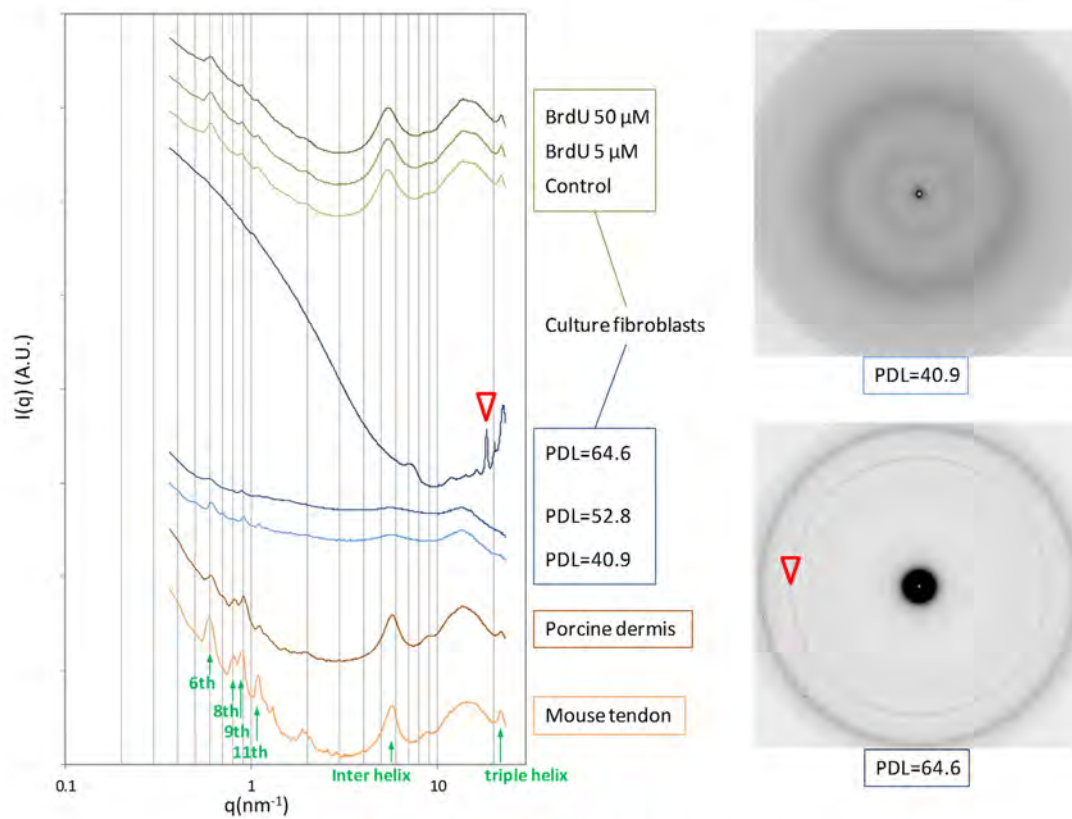 I(q) (A.U.)
BrdU 50 μM
BrdU 5 μM
Control
Culture fibroblasts
PDL=64.6
PDL=52.8
PDL=40.9
Porcine dermis
Mouse tendon
6th
8th
9th
11th
Inter helix
triple helix
0.1
1
10
q(nm⁻¹)
PDL=40.9
PDL=64.6